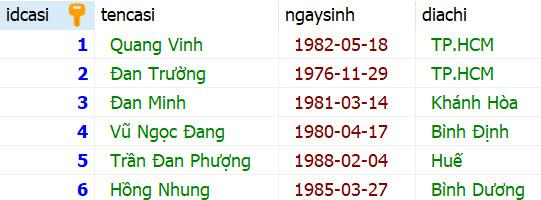 idcasi tencasi ngaysinh diachi
1 Quang Vinh 1982-05-18 TP.HCM
2 Đan Trường 1976-11-29 TP.HCM
3 Đan Minh 1981-03-14 Khánh Hòa
4 Vũ Ngọc Đang 1980-04-17 Bình Định
5 Trần Đan Phượng 1988-02-04 Huế
6 Hồng Nhung 1985-03-27 Bình Dương